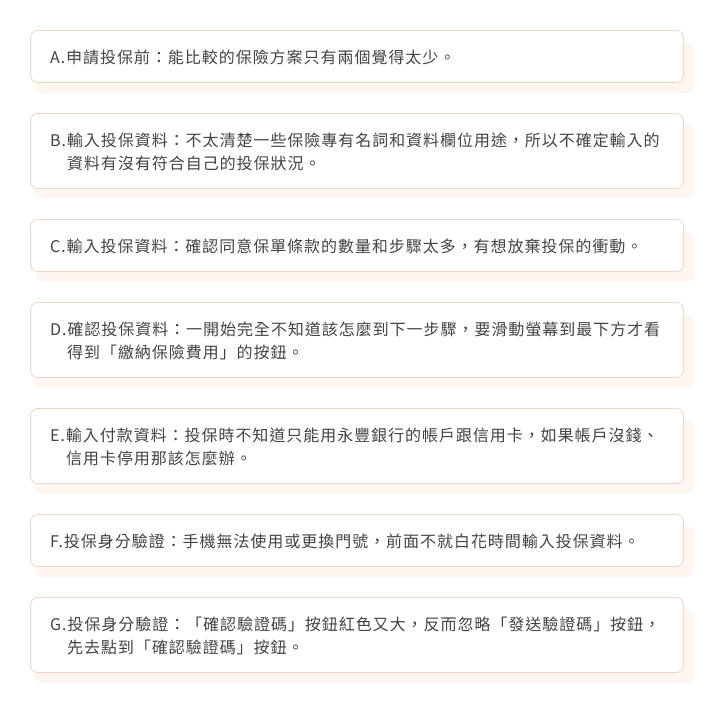 A.申請投保前：能比較的保險方案只有兩個覺得太少。
B.輸入投保資料：不太清楚一些保險專有名詞和資料欄位用途，所以不確定輸入的
資料有沒有符合自己的投保狀況。
C.輸入投保資料：確認同意保單條款的數量和步驟太多，有想放棄投保的衝動。
D.確認投保資料：一開始完全不知道該怎麼到下一步驟，要滑動螢幕到最下方才看
得到「繳納保險費用」的按鈕。
E.輸入付款資料：投保時不知道只能用永豐銀行的帳戶跟信用卡，如果帳戶沒錢、
信用卡停用那該怎麼辦。
F.投保身分驗證：手機無法使用或更換門號，前面不就白花時間輸入投保資料。
G.投保身分驗證：「確認驗證碼」按鈕紅色又大，反而忽略「發送驗證碼」按鈕，
先去點到「確認驗證碼」按鈕。